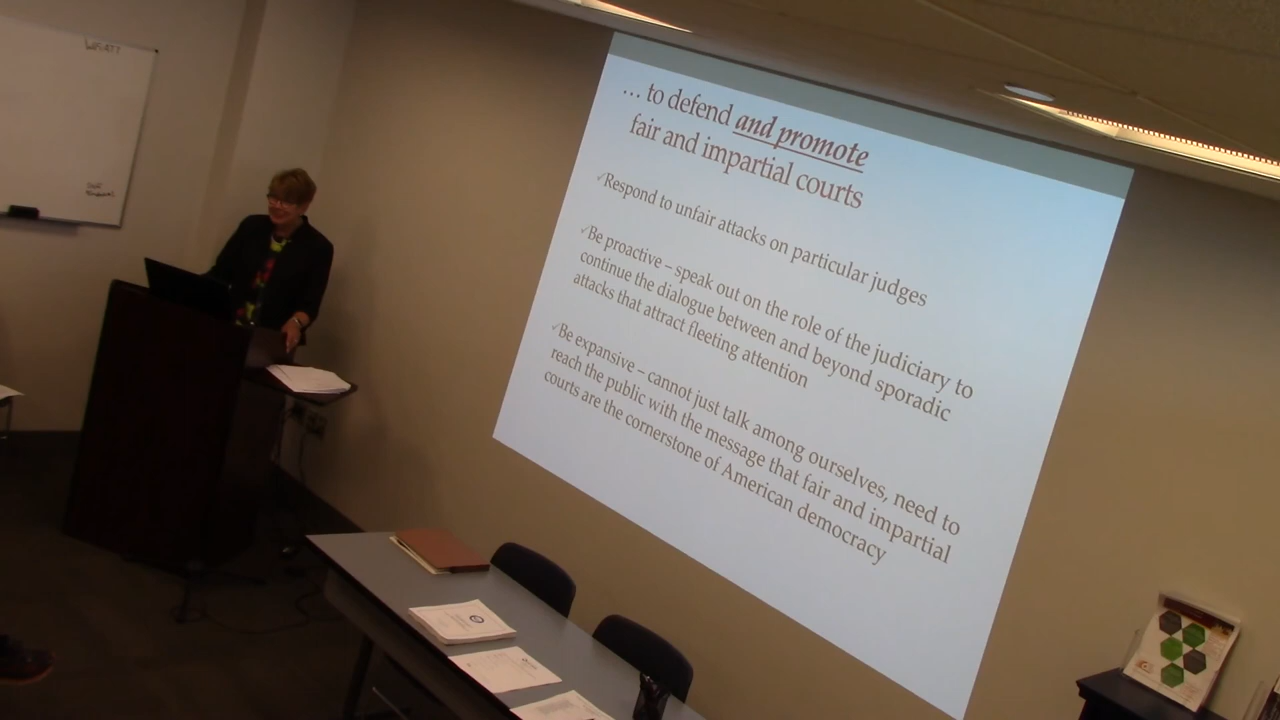 ... to defend and promote
fair and impartial courts
✓Respond to unfair attacks on particular judges
✓Be proactive – speak out on the role of the judiciary to
continue the dialogue between and beyond sporadic
attacks that attract fleeting attention
✓Be expansive – cannot just talk among ourselves, need to
reach the public with the message that fair and impartial
courts are the cornerstone of American democracy